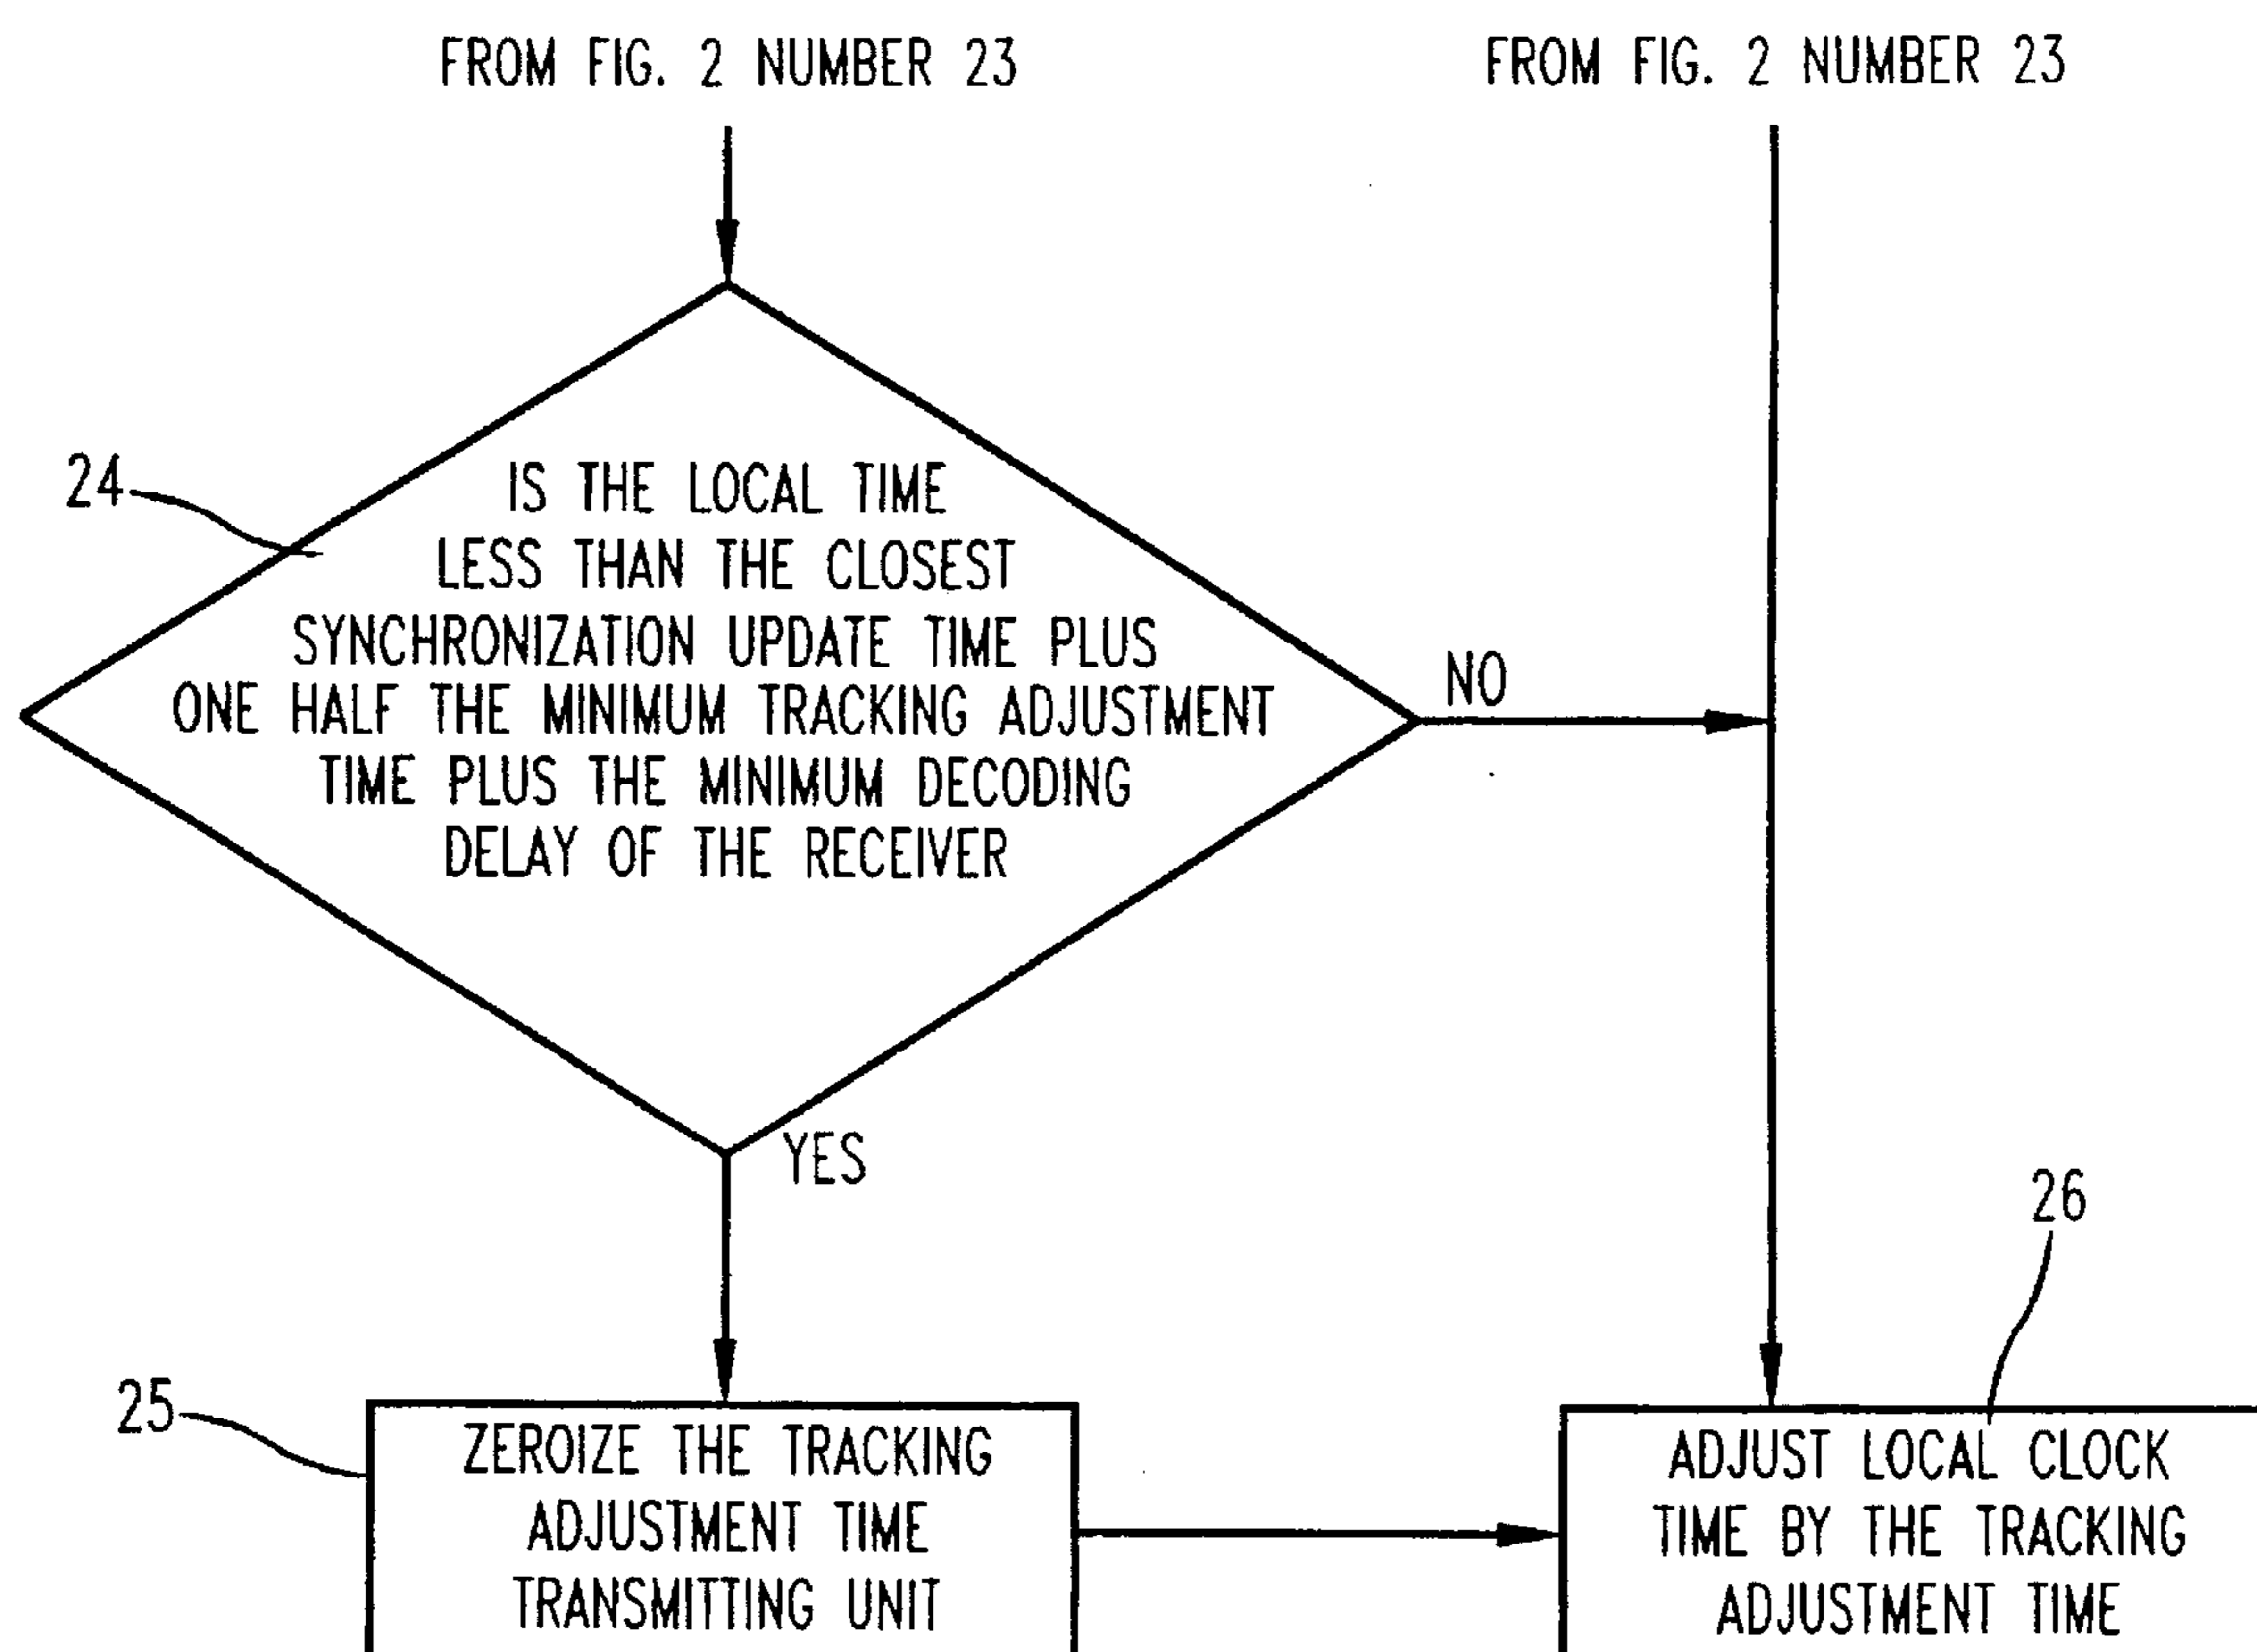 FROM FIG. 2 NUMBER 23
FROM FIG. 2 NUMBER 23
24
IS THE LOCAL TIME
LESS THAN THE CLOSEST
SYNCHRONIZATION UPDATE TIME PLUS
ONE HALF THE MINIMUM TRACKING ADJUSTMENT
TIME PLUS THE MINIMUM DECODING
DELAY OF THE RECEIVER
NO
YES
26
25
ZEROIZE THE TRACKING
ADJUSTMENT TIME
TRANSMITTING UNIT
ADJUST LOCAL CLOCK
TIME BY THE TRACKING
ADJUSTMENT TIME